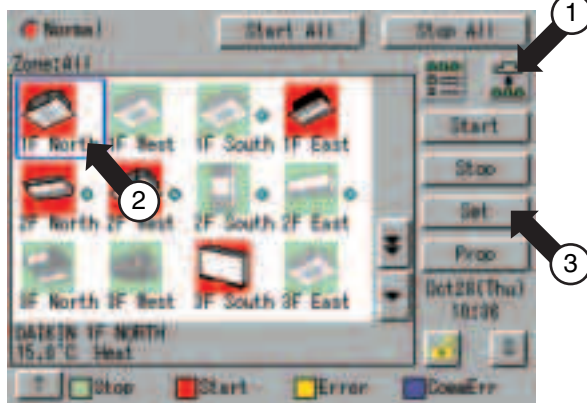 Normal Start All Stop All
Zone:All
1F North 1F West 1F South 1F East
Start
Stop
2F North 2F West 2F South 2F East
Set
Prop
3F North 3F West 3F South 3F East
Oct28(Thu)
10:36
DAIKIN 1F NORTH
15.0°C Heat
Stop Start Error CommErr
1
2
3